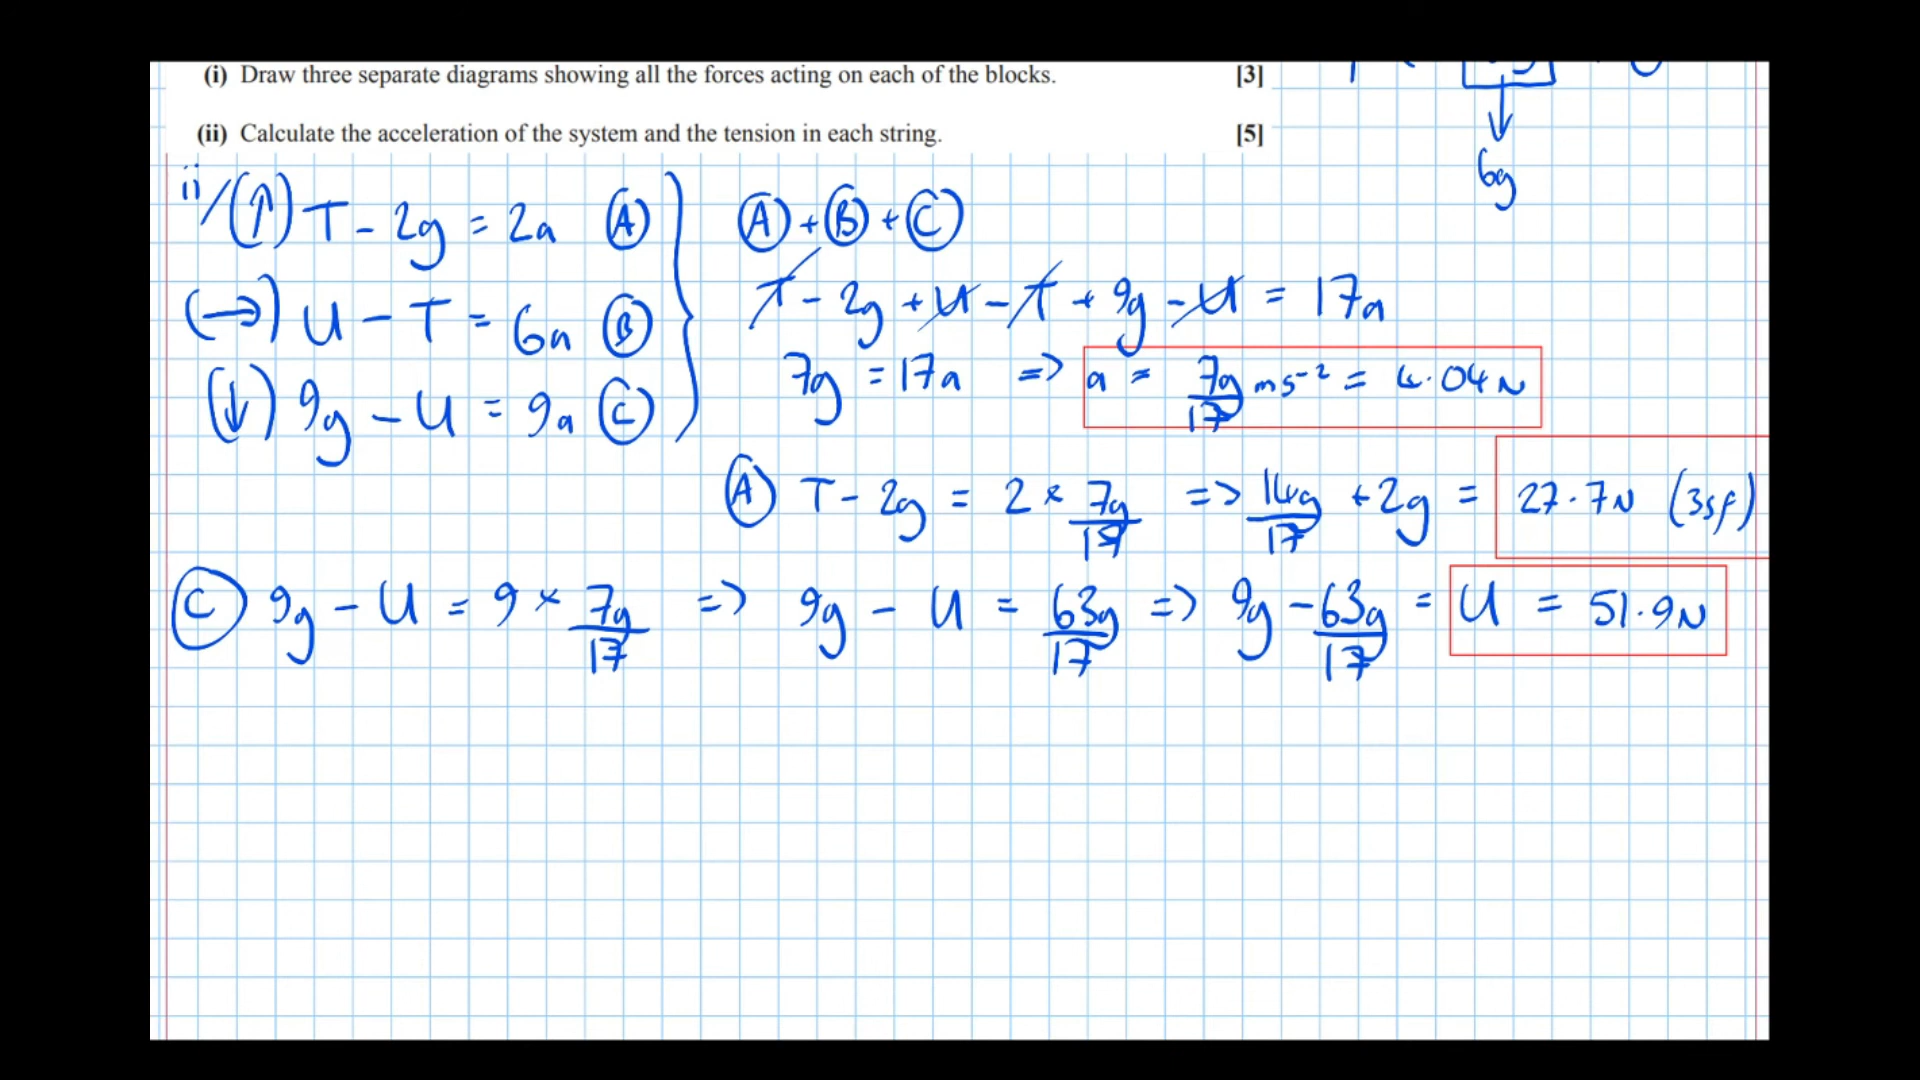 (i) Draw three separate diagrams showing all the forces acting on each of the blocks. [3]
6g
(ii) Calculate the acceleration of the system and the tension in each string. [5]
ii/ (↑) T - 2g = 2a Ⓐ
(→) U - T = 6a Ⓑ
(↓) 9g - U = 9a Ⓒ
Ⓐ + Ⓑ + Ⓒ
T - 2g + U - T + 9g - U = 17a
7g = 17a => a = 7g/17 ms⁻² = 4.04N
Ⓐ T - 2g = 2 × 7g/17 => 14g/17 + 2g = 27.7N (3sf)
Ⓒ 9g - U = 9 × 7g/17 => 9g - U = 63g/17 => 9g - 63g/17 = U = 51.9N